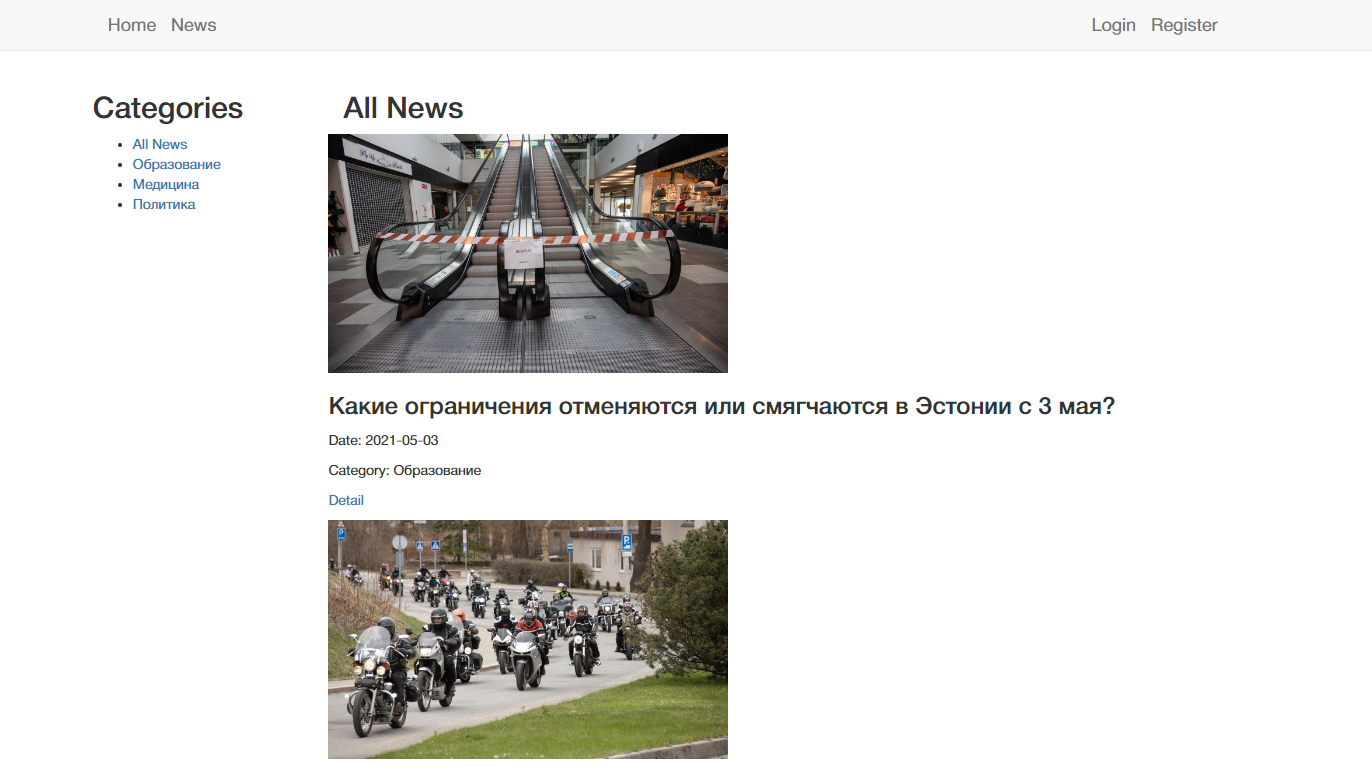 Home News Login Register
Categories
All News
Образование
Медицина
Политика
All News
Какие ограничения отменяются или смягчаются в Эстонии с 3 мая?
Date: 2021-05-03
Category: Образование
Detail